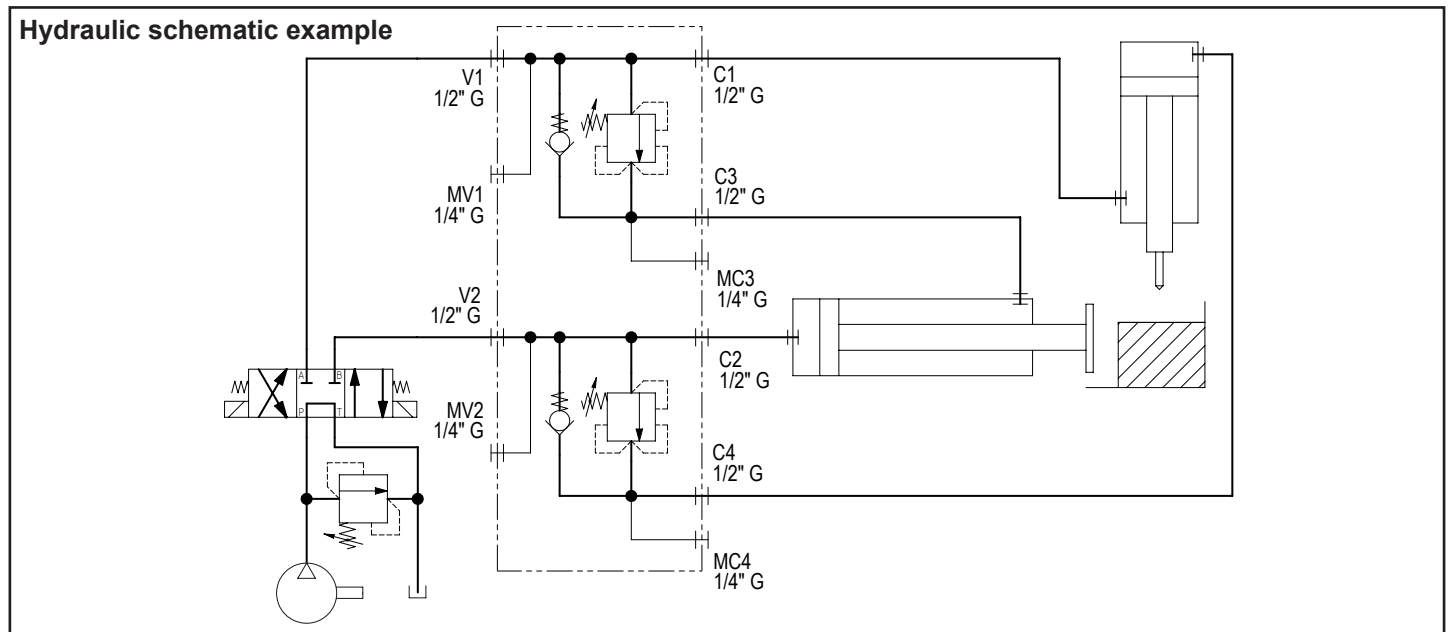 Hydraulic schematic example
V1
1/2" G
C1
1/2" G
MV1
1/4" G
C3
1/2" G
MC3
1/4" G
V2
1/2" G
C2
1/2" G
A B
P T
MV2
1/4" G
C4
1/2" G
MC4
1/4" G